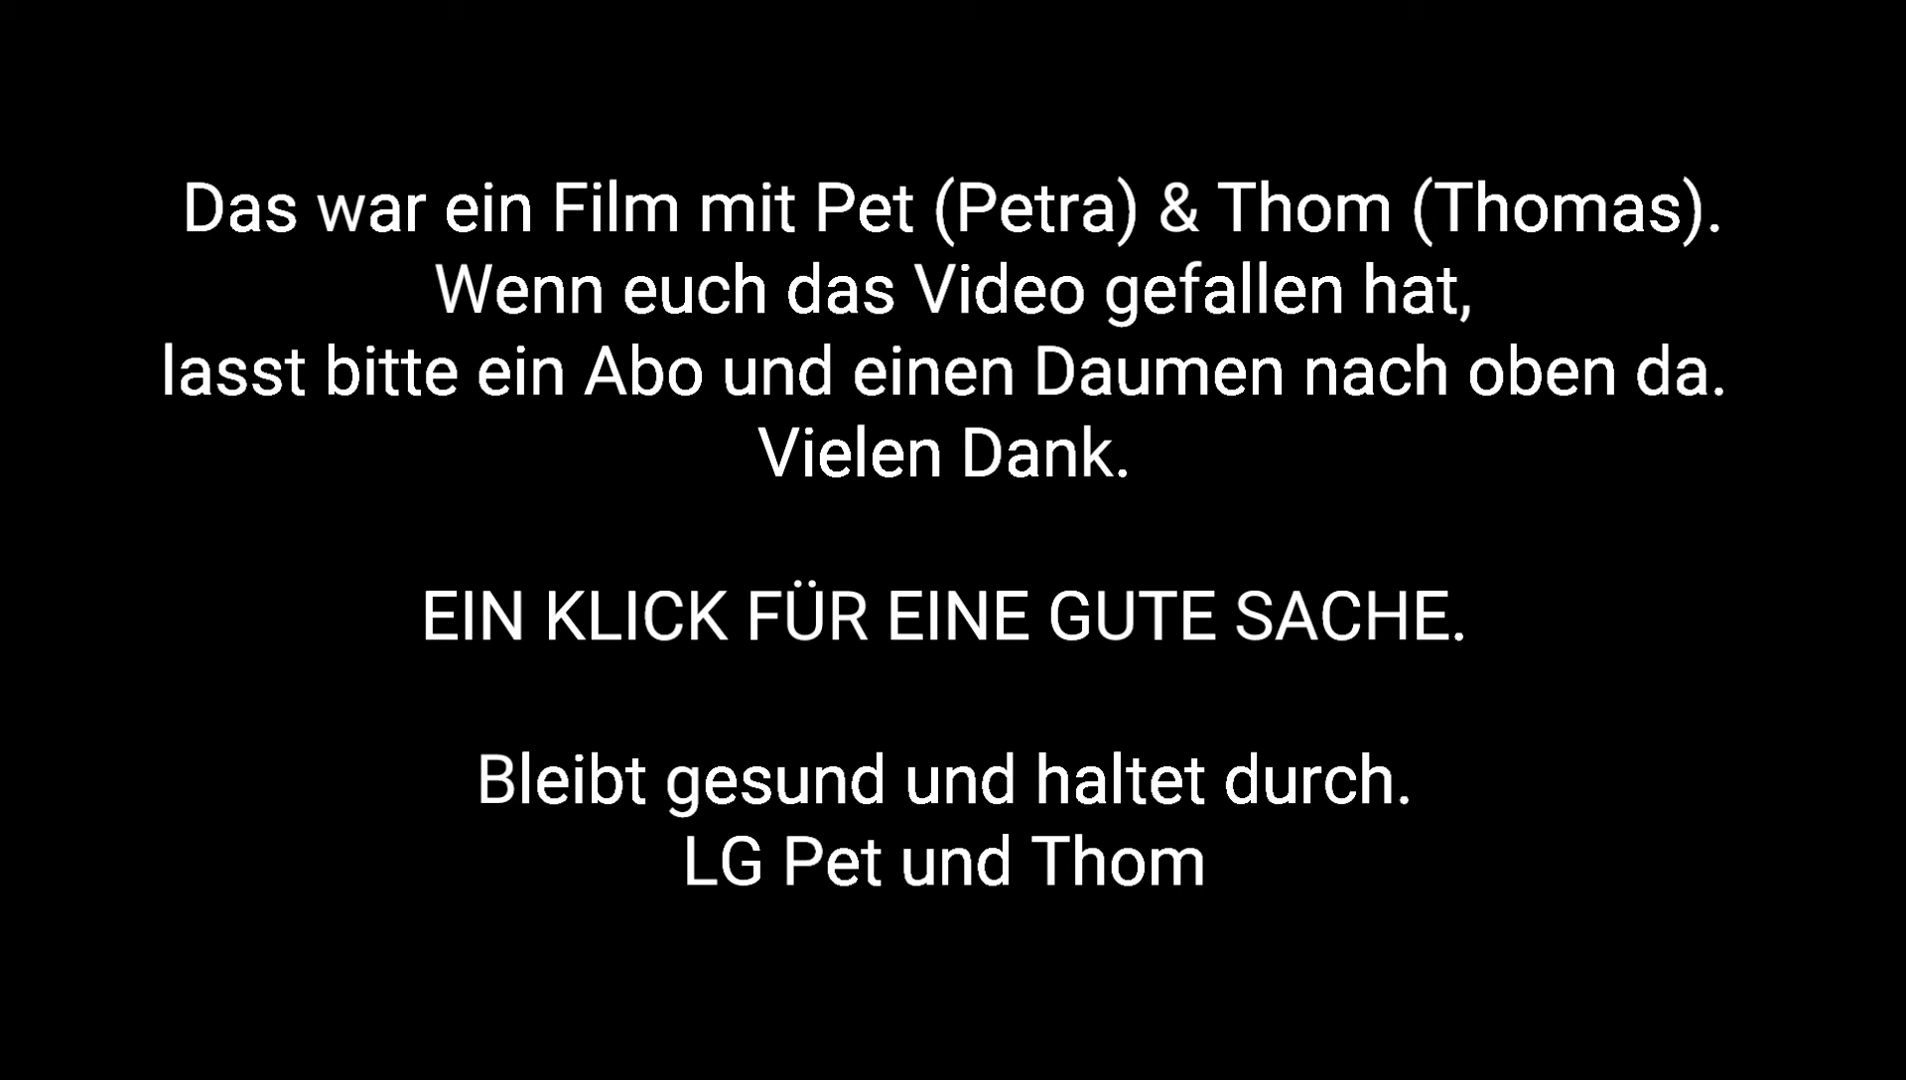 Das war ein Film mit Pet (Petra) & Thom (Thomas).
Wenn euch das Video gefallen hat,
lasst bitte ein Abo und einen Daumen nach oben da.
Vielen Dank.
EIN KLICK FÜR EINE GUTE SACHE.
Bleibt gesund und haltet durch.
LG Pet und Thom